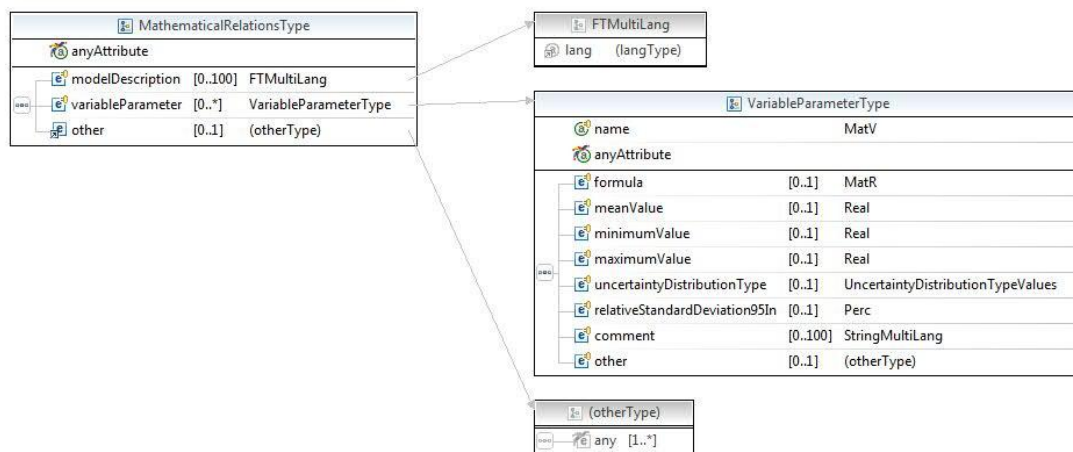 MathematicalRelationsType
anyAttribute
modelDescription [0..100] FTMultiLang
variableParameter [0..*] VariableParameterType
other [0..1] (otherType)
FTMultiLang
lang (langType)
VariableParameterType
name MatV
anyAttribute
formula [0..1] MatR
meanValue [0..1] Real
minimumValue [0..1] Real
maximumValue [0..1] Real
uncertaintyDistributionType [0..1] UncertaintyDistributionTypeValues
relativeStandardDeviation95In [0..1] Perc
comment [0..100] StringMultiLang
other [0..1] (otherType)
(otherType)
any [1..*]